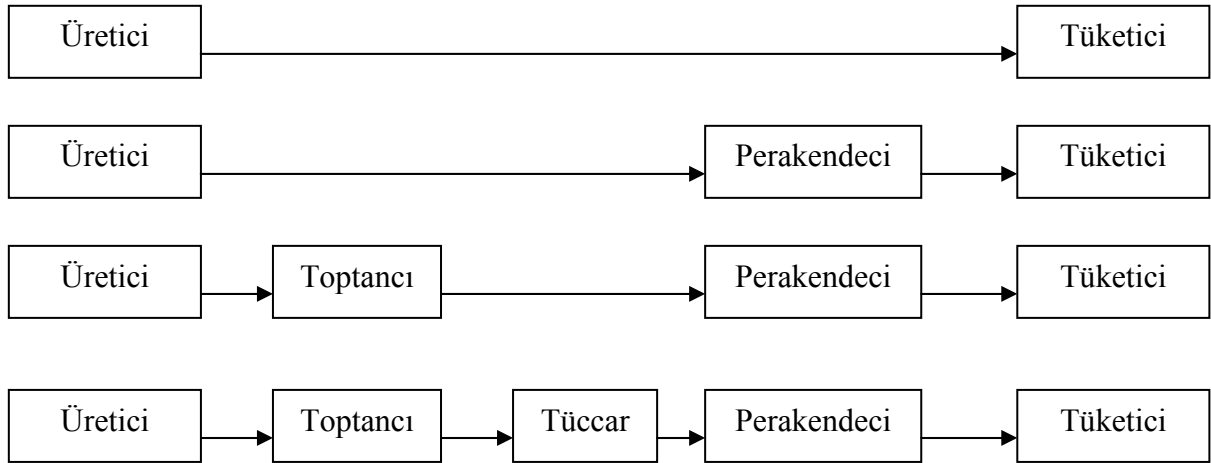 Üretici Tüketici
Üretici Perakendeci Tüketici
Üretici Toptancı Perakendeci Tüketici
Üretici Toptancı Tüccar Perakendeci Tüketici